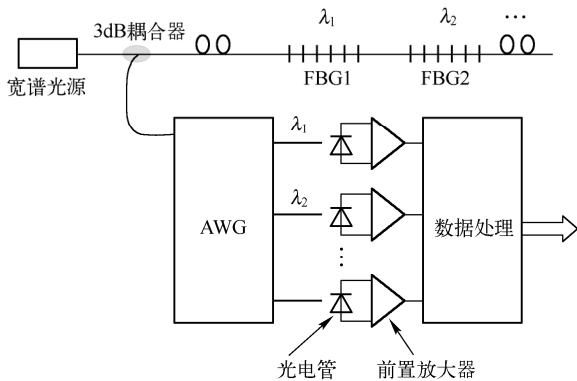 λ1 λ2 …
3dB耦合器
宽谱光源
FBG1 FBG2
λ1
λ2
AWG
数据处理
光电管 前置放大器